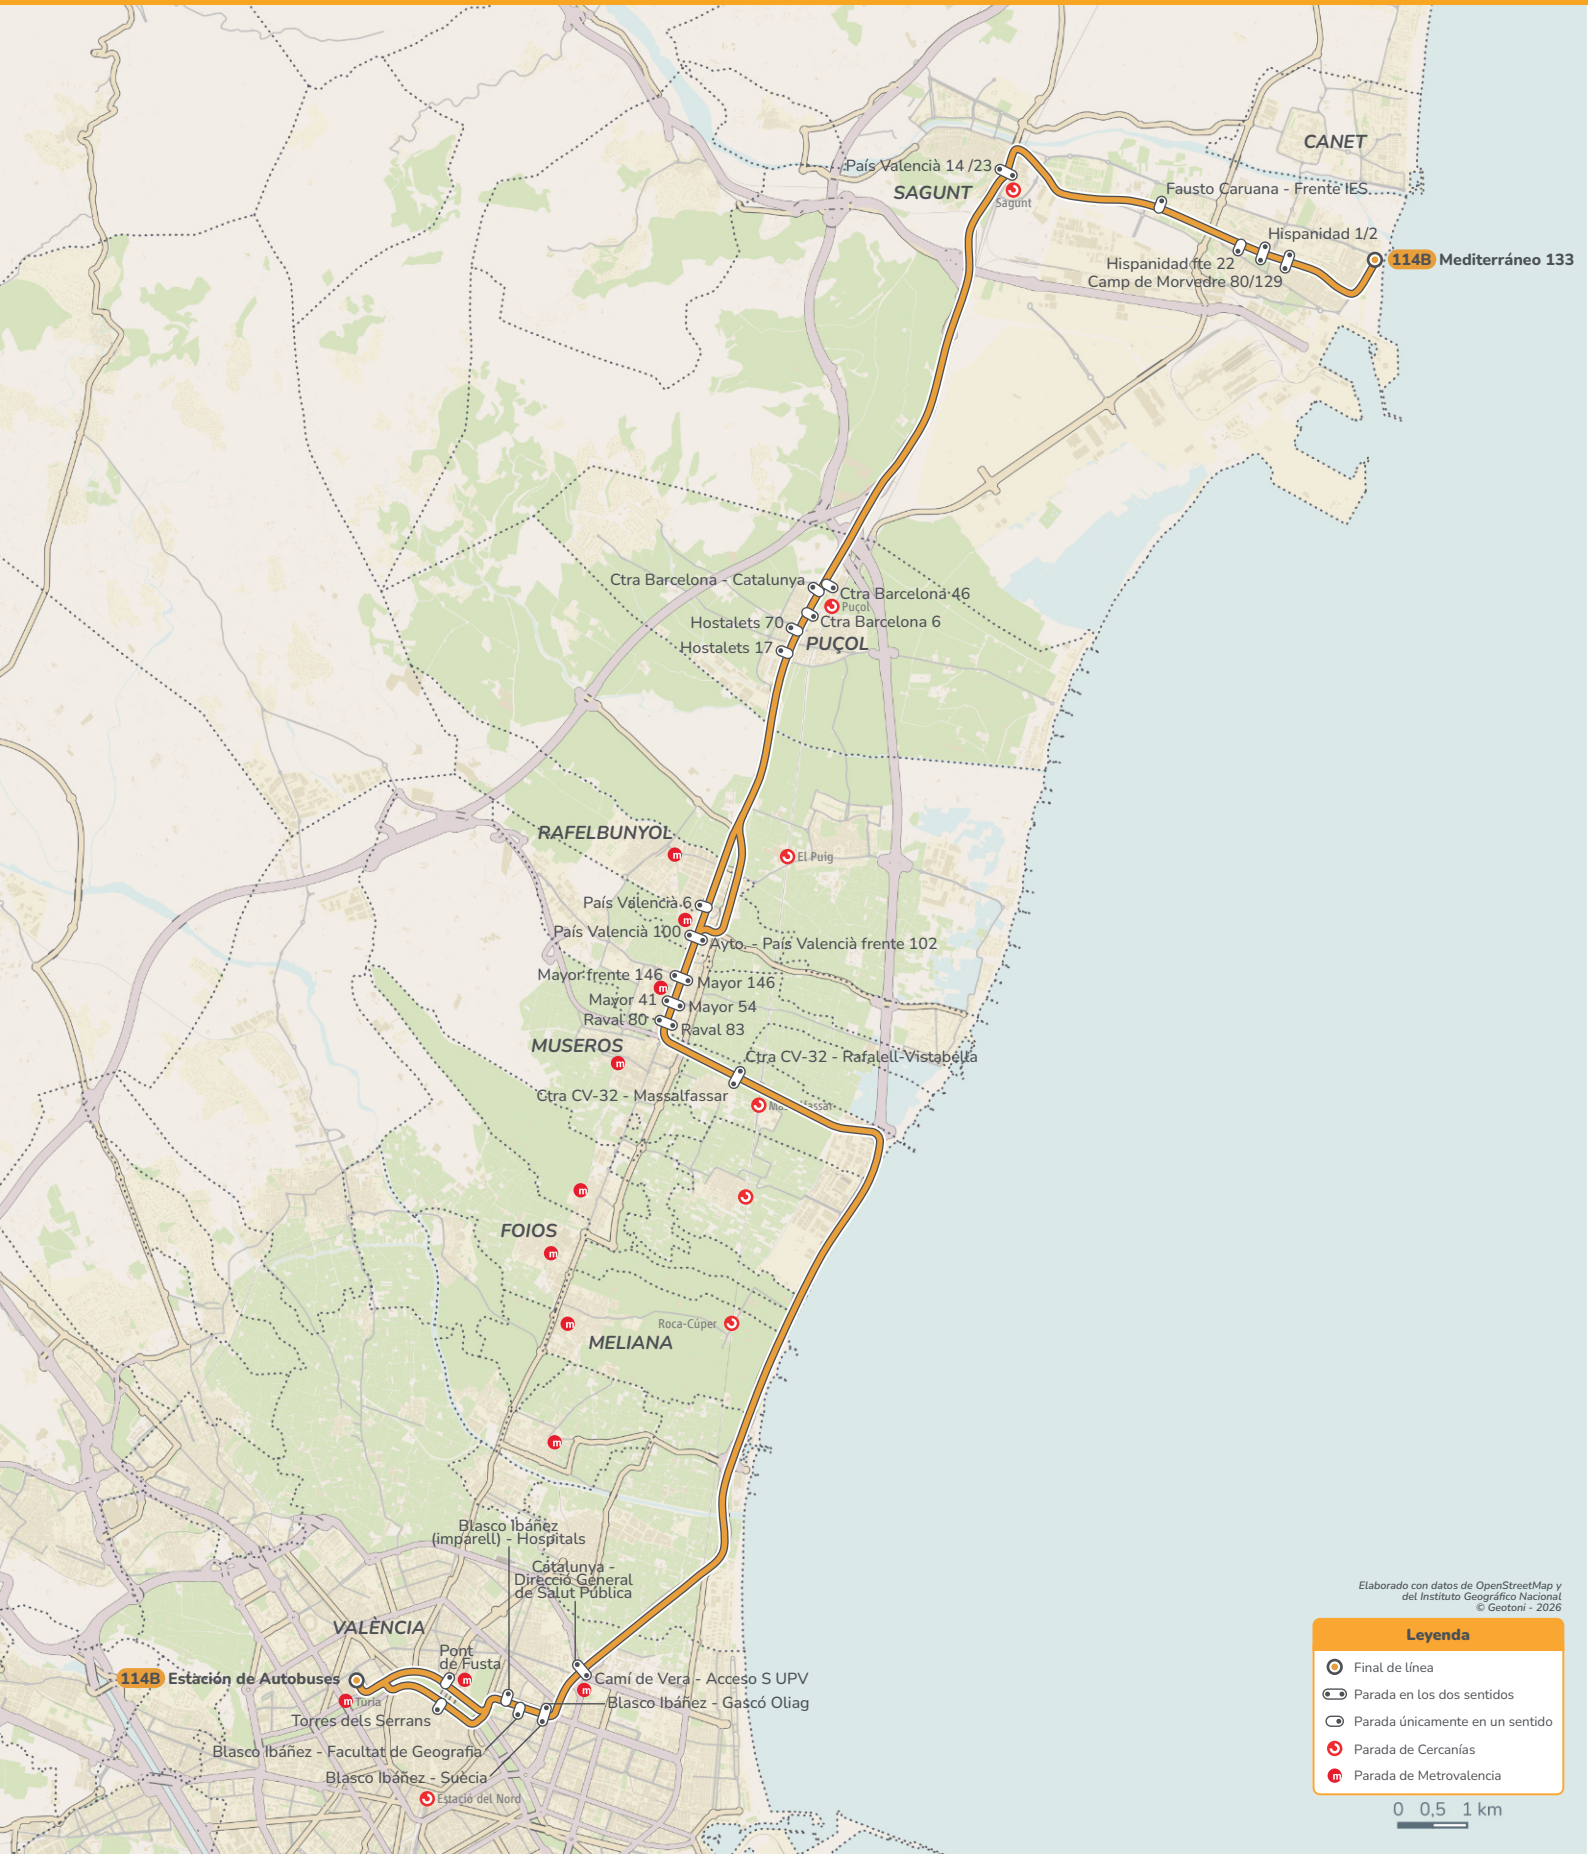 CANET
País Valencià 14 /23
SAGUNT
Sagunt
Fausto Caruana - Frente IES
Hispanidad 1/2
Hispanidad fte 22
Camp de Morvedre 80/129
114B Mediterráneo 133
Ctra Barcelona - Catalunya
Ctra Barcelona 46
Puçol
Hostalets 70
Ctra Barcelona 6
PUÇOL
Hostalets 17
RAFELBUNYOL
m
El Puig
País Valencià 6
m
País Valencià 100
Ayto. - País Valencià frente 102
Mayor frente 146
Mayor 146
m
Mayor 41
Mayor 54
Raval 80
Raval 83
MUSEROS
m
Ctra CV-32 - Rafalell-Vistabella
Ctra CV-32 - Massalfassar
Massalfassar
m
FOIOS
m
m
Roca-Cúper
MELIANA
m
Blasco Ibáñez
(imparell) - Hospitals
Catalunya -
Direcció General
de Salut Pública
VALÈNCIA
Pont
de Fusta
m
114B Estación de Autobuses
Camí de Vera - Acceso S UPV
m
m Túria
Blasco Ibáñez - Gascó Oliag
Torres dels Serrans
Blasco Ibáñez - Facultat de Geografia
Blasco Ibáñez - Suècia
Estació del Nord
Elaborado con datos de OpenStreetMap y
del Instituto Geográfico Nacional
© Geotoni - 2026
Leyenda
Final de línea
Parada en los dos sentidos
Parada únicamente en un sentido
Parada de Cercanías
m Parada de Metrovalencia
0 0,5 1 km